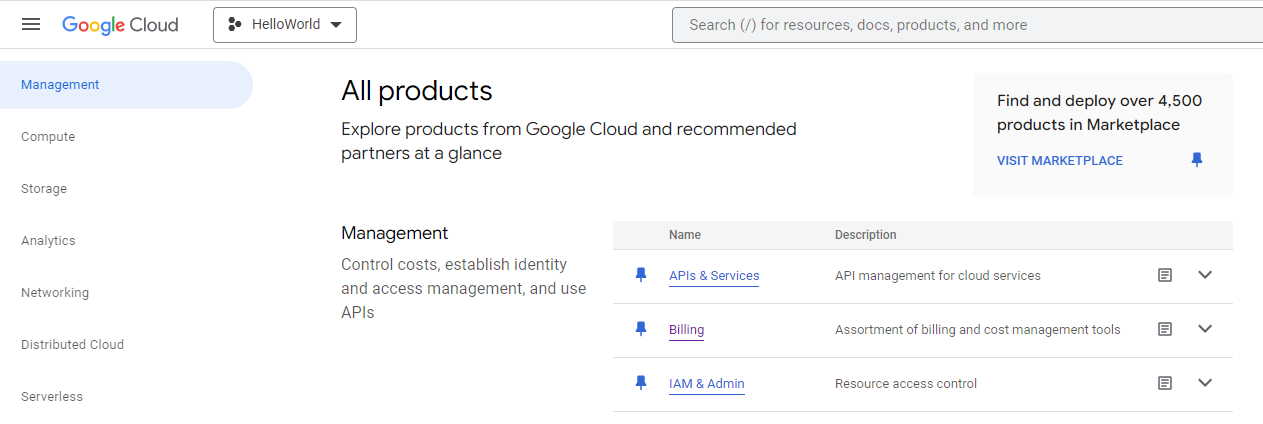 Google Cloud
HelloWorld
Search (/) for resources, docs, products, and more
Management
Compute
Storage
Analytics
Networking
Distributed Cloud
Serverless
All products
Explore products from Google Cloud and recommended
partners at a glance
Find and deploy over 4,500
products in Marketplace
VISIT MARKETPLACE
Management
Control costs, establish identity
and access management, and use
APIs
Name Description
APIs & Services API management for cloud services
Billing Assortment of billing and cost management tools
IAM & Admin Resource access control